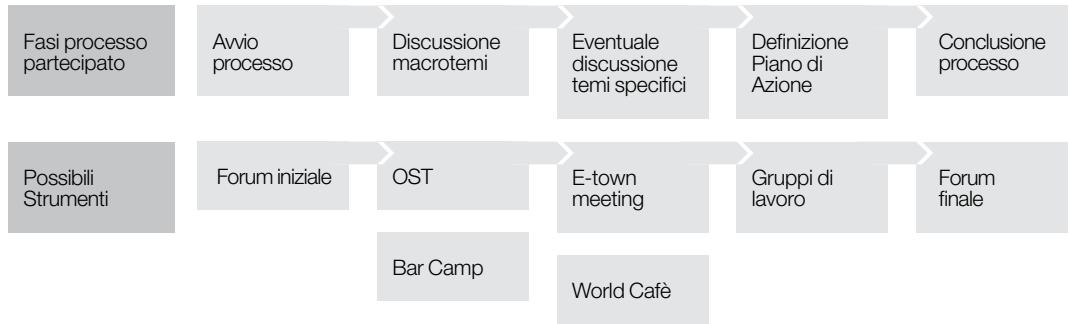 Fasi processo
partecipato
Avvio
processo
Discussione
macrotemi
Eventuale
discussione
temi specifici
Definizione
Piano di
Azione
Conclusione
processo
Possibili
Strumenti
Forum iniziale
OST
E-town
meeting
Gruppi di
lavoro
Forum
finale
Bar Camp
World Cafè